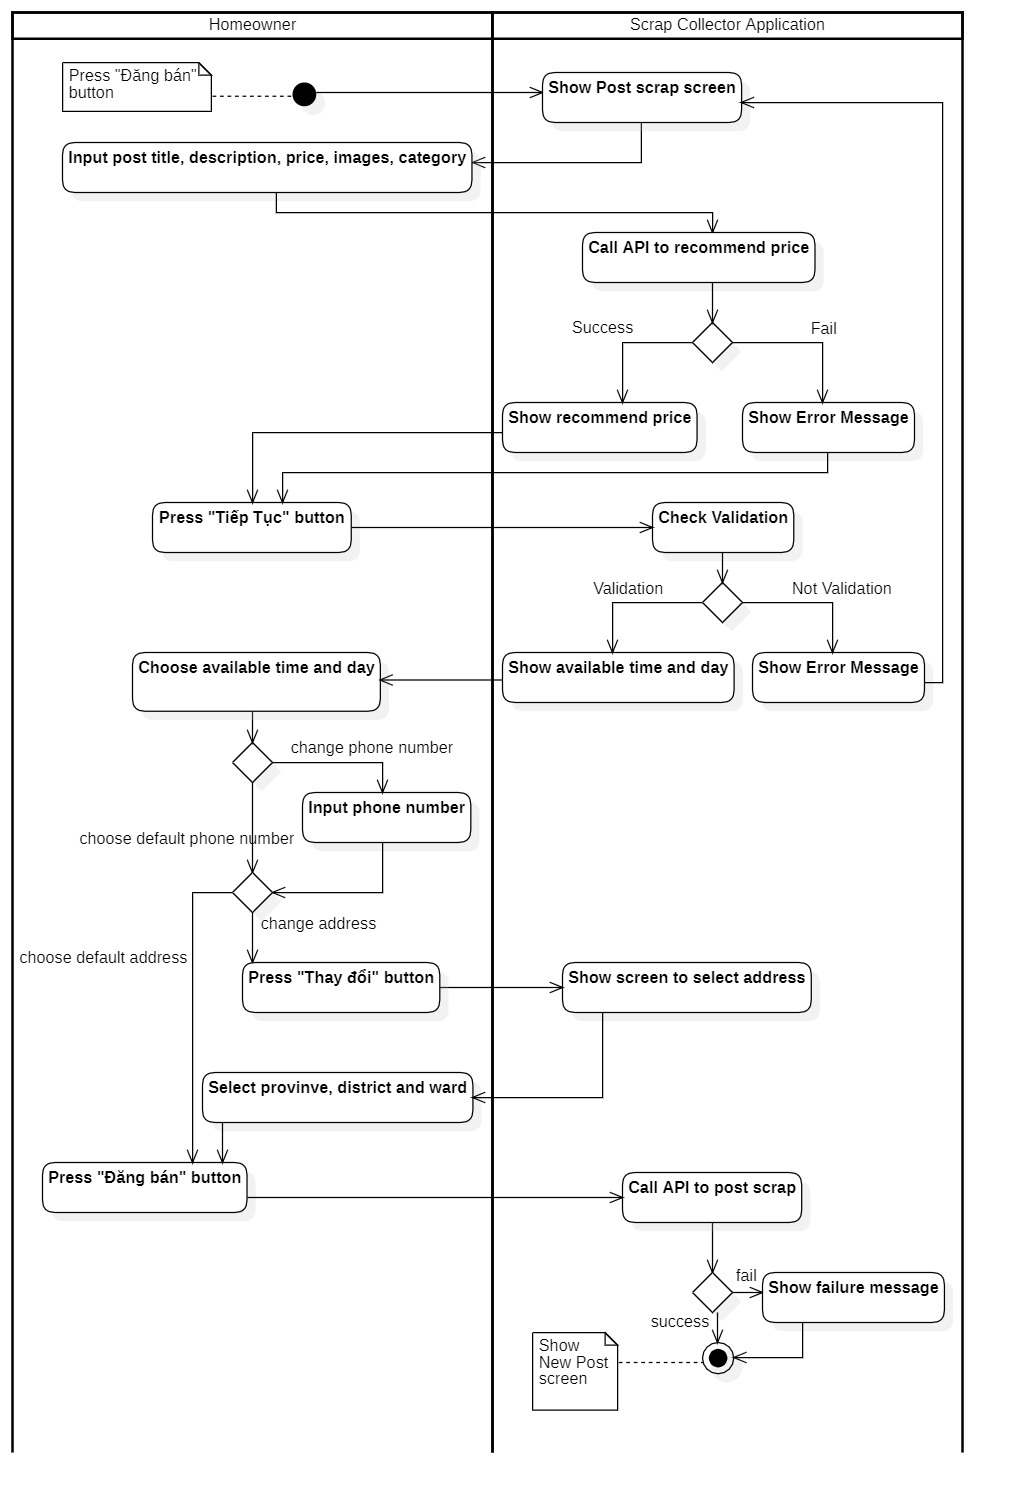 Homeowner
Scrap Collector Application
Press "Đăng bán"
button
Show Post scrap screen
Input post title, description, price, images, category
Call API to recommend price
Success
Fail
Show recommend price
Show Error Message
Press "Tiếp Tục" button
Check Validation
Validation
Not Validation
Choose available time and day
Show available time and day
Show Error Message
change phone number
Input phone number
choose default phone number
change address
choose default address
Press "Thay đổi" button
Show screen to select address
Select provinve, district and ward
Press "Đăng bán" button
Call API to post scrap
fail
Show failure message
success
Show
New Post
screen